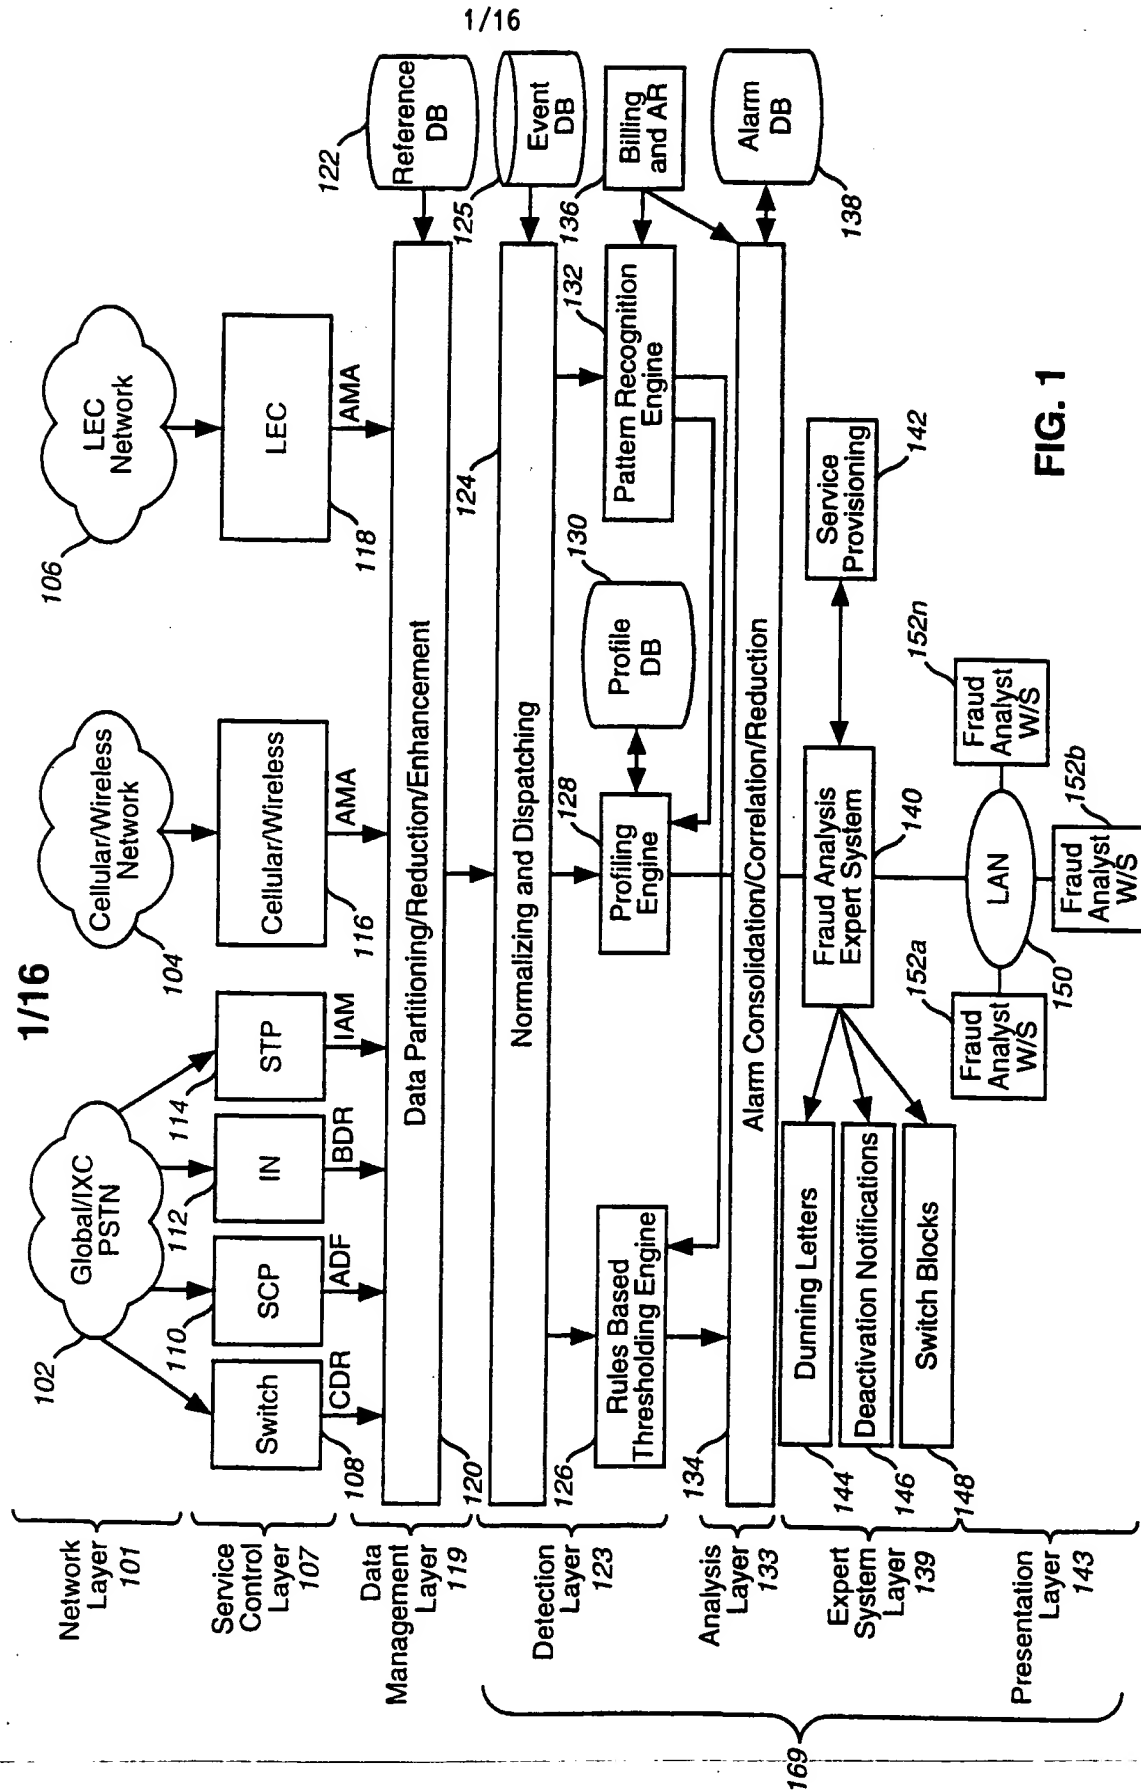 1/16
1/16
Network
Layer
101
Global/IXC
PSTN
102
Cellular/Wireless
Network
104
LEC
Network
106
Service
Control
Layer
107
Switch
108
SCP
110
IN
112
STP
114
Cellular/Wireless
116
LEC
118
CDR
ADF
BDR
IAM
AMA
AMA
Data
Management
Layer
119
Data Partitioning/Reduction/Enhancement
120
Reference
DB
122
Detection
Layer
123
Normalizing and Dispatching
124
Event
DB
125
Rules Based
Thresholding Engine
126
Profiling
Engine
128
Profile
DB
130
Pattern Recognition
Engine
132
Billing
and AR
136
Analysis
Layer
133
Alarm Consolidation/Correlation/Reduction
134
Alarm
DB
138
Expert
System
Layer
139
Dunning Letters
144
Deactivation Notifications
146
Switch Blocks
148
Fraud Analysis
Expert System
140
Service
Provisioning
142
Presentation
Layer
143
Fraud
Analyst
W/S
152a
LAN
150
Fraud
Analyst
W/S
152b
Fraud
Analyst
W/S
152n
169
FIG. 1